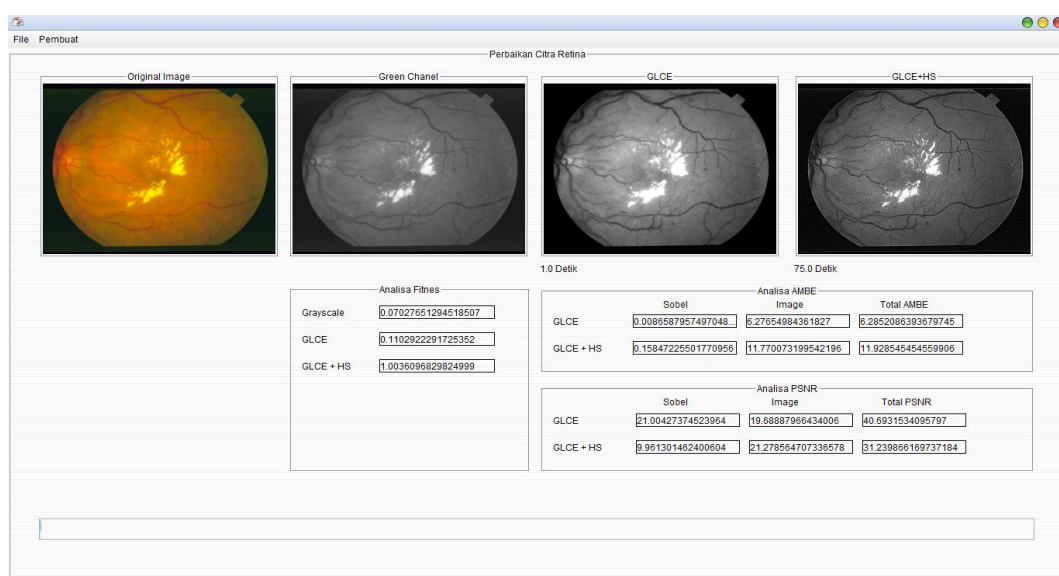 File Pembuat
Perbaikan Citra Retina
Original Image
Green Chanel
GLCE
GLCE+HS
1.0 Detik
75.0 Detik
Analisa Fitnes
Grayscale 0.07027651294518507
GLCE 0.1102922291725352
GLCE + HS 1.0036096829824999
Analisa AMBE
Sobel Image Total AMBE
GLCE 0.0086587957497048... 6.27654984361827 6.2852086393679745
GLCE + HS 0.15847225501770956 11.770073199542196 11.928545454559906
Analisa PSNR
Sobel Image Total PSNR
GLCE 21.00427374523964 19.68887966434006 40.6931534095797
GLCE + HS 9.961301462400604 21.278564707336578 31.239866169737184